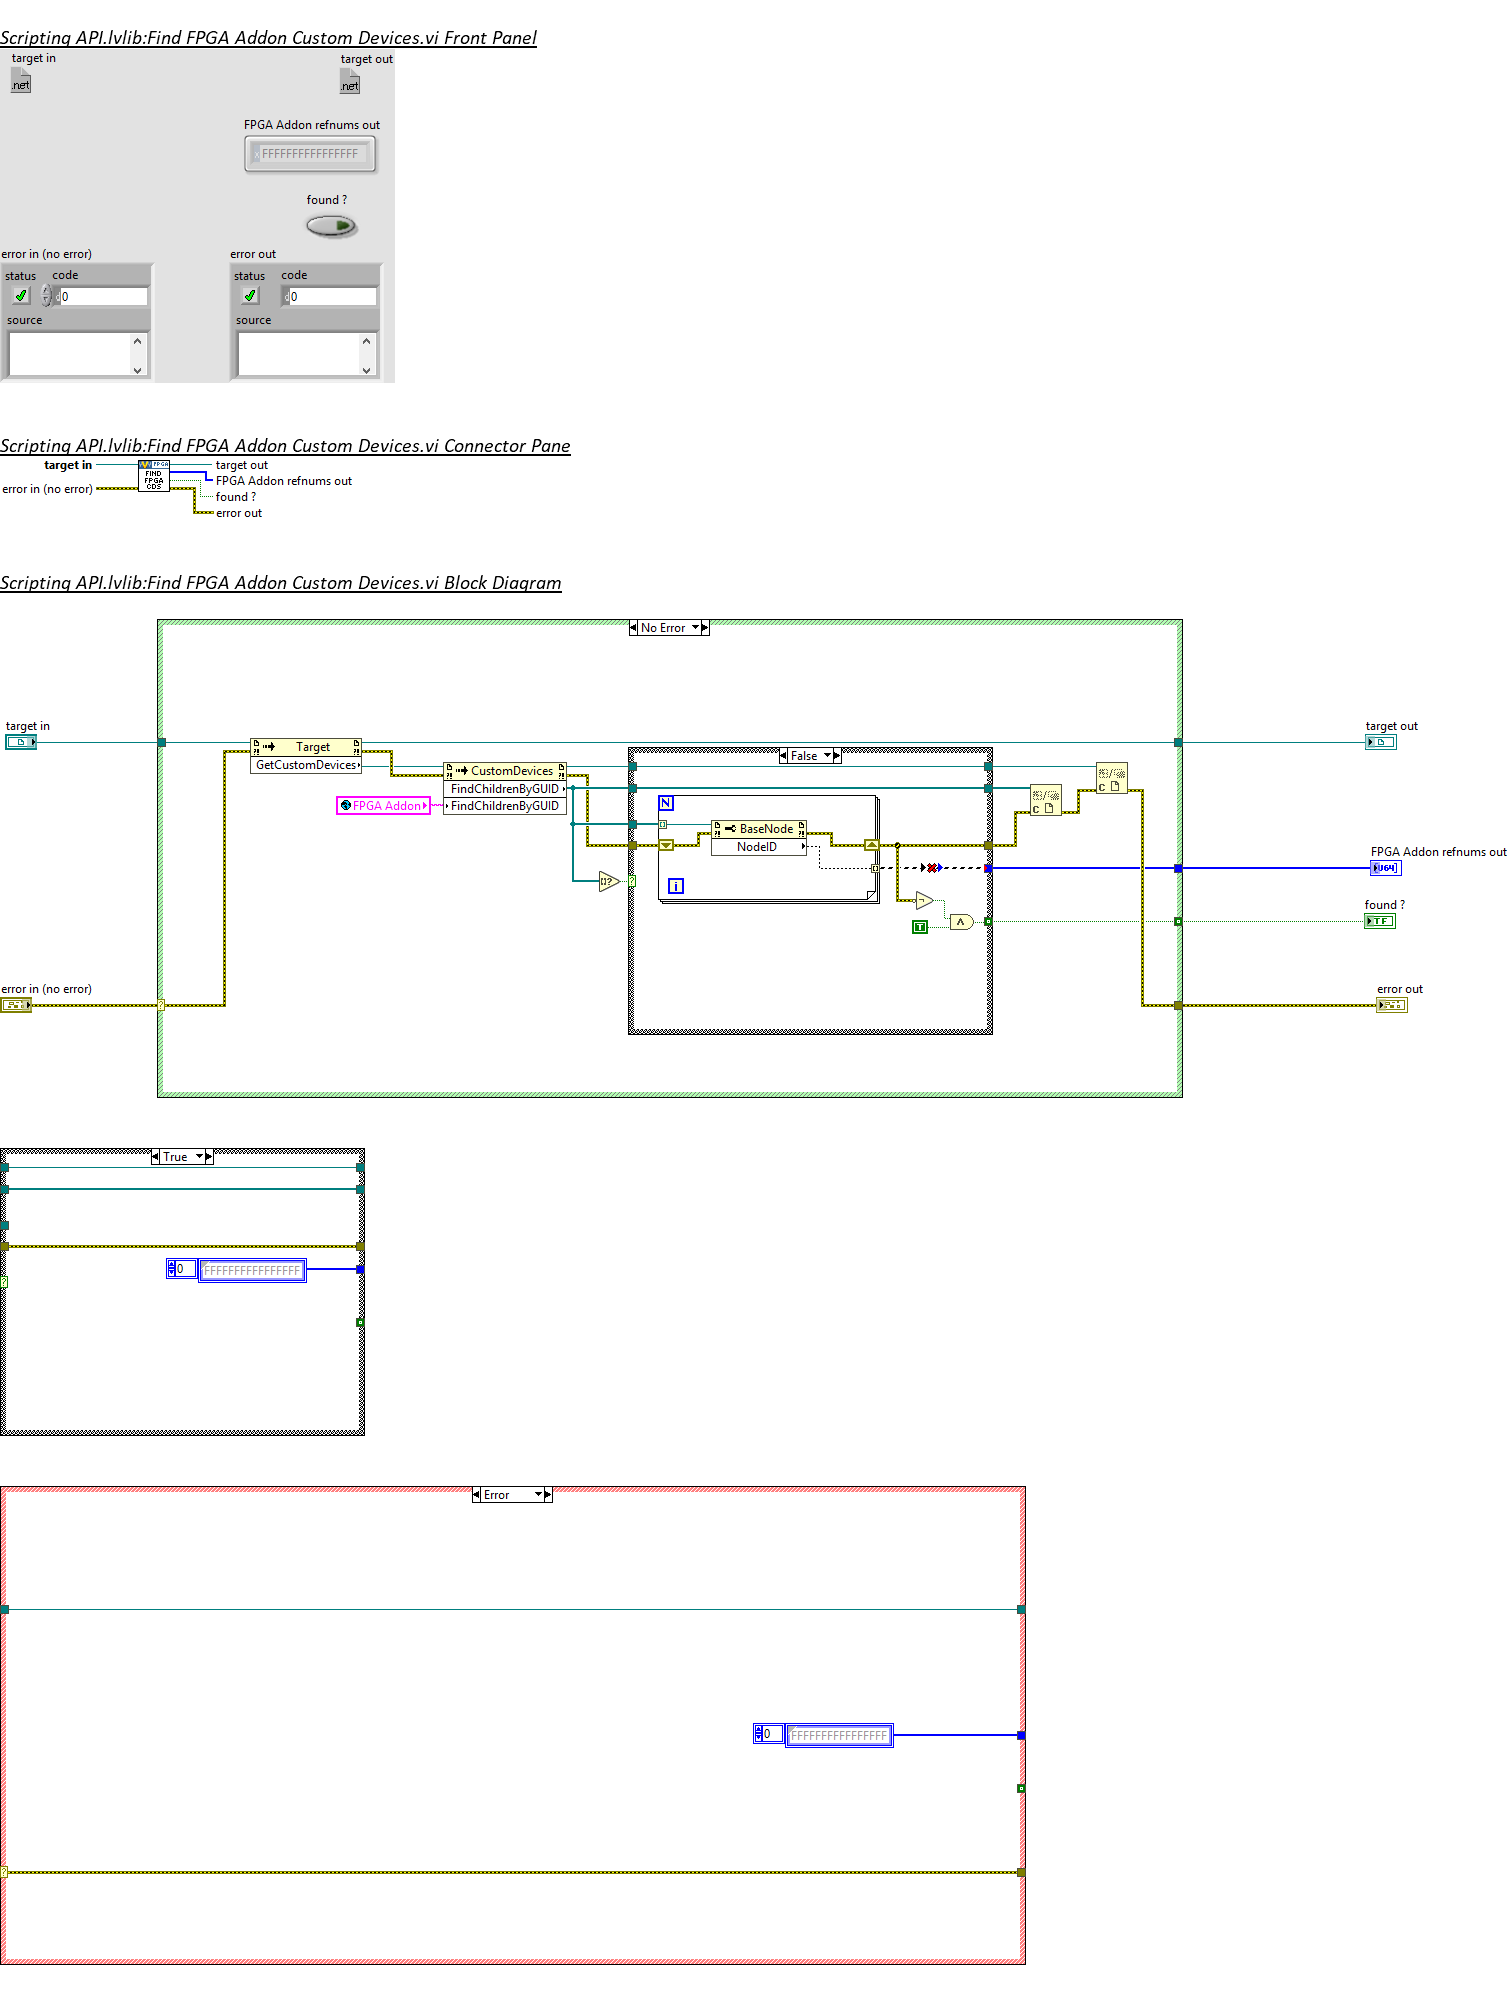 Scripting API.lvlib:Find FPGA Addon Custom Devices.vi Front Panel
target in
target out
.net
.net
FPGA Addon refnums out
x FFFFFFFFFFFFFFFF
found ?
error in (no error)
error out
status code
status code
d0
d0
source
source
Scripting API.lvlib:Find FPGA Addon Custom Devices.vi Connector Pane
target in
FPGA
FIND
FPGA
CDS
target out
FPGA Addon refnums out
error in (no error)
found ?
error out
Scripting API.lvlib:Find FPGA Addon Custom Devices.vi Block Diagram
No Error
target in
target out
Target
GetCustomDevices
False
CustomDevices
FindChildrenByGUID
FPGA Addon
FindChildrenByGUID
N
BaseNode
NodeID
i
T
FPGA Addon refnums out
U64
found ?
TF
error in (no error)
error out
True
0
FFFFFFFFFFFFFFFF
Error
0
FFFFFFFFFFFFFFFF